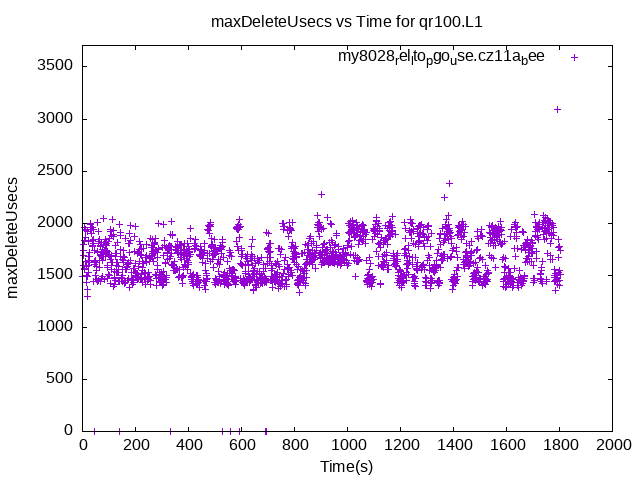 maxDeleteUsecs vs Time for qr100.L1
my8028relltopgouse.cz11abee
3500
3000
2500
2000
1500
1000
500
0
maxDeleteUsecs
0 200 400 600 800 1000 1200 1400 1600 1800 2000
Time(s)